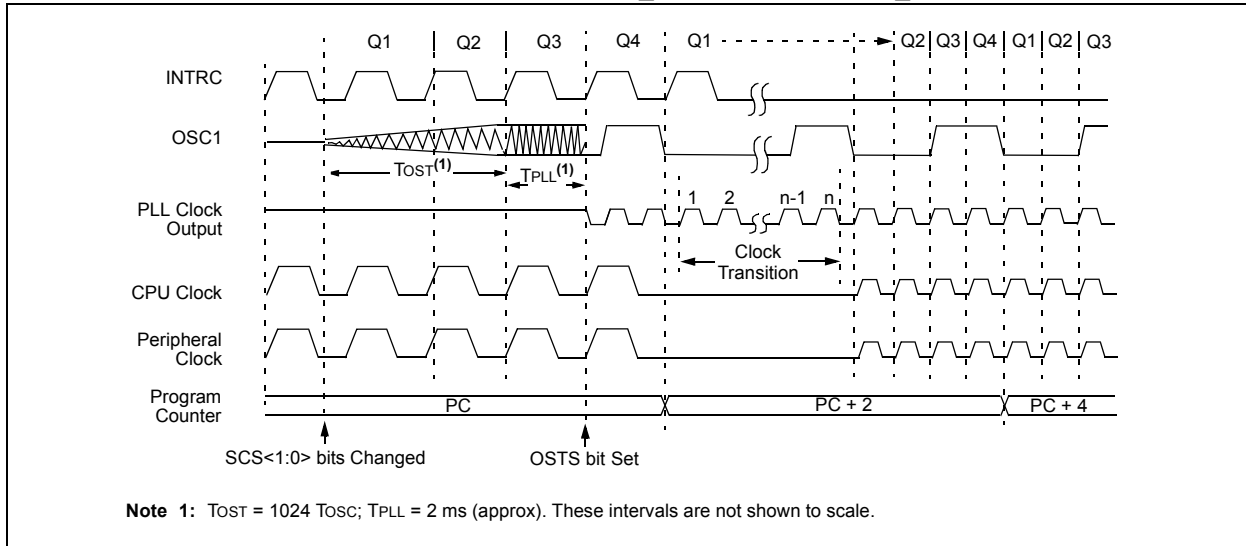 Q1 Q2 Q3 Q4 Q1 Q2 Q3 Q4 Q1 Q2 Q3
INTRC
OSC1
TOST(1) TPLL(1)
PLL Clock
Output
1 2 n-1 n
Clock
Transition
CPU Clock
Peripheral
Clock
Program
Counter
PC PC + 2 PC + 4
SCS<1:0> bits Changed OSTS bit Set
Note 1: TOST = 1024 TOSC; TPLL = 2 ms (approx). These intervals are not shown to scale.